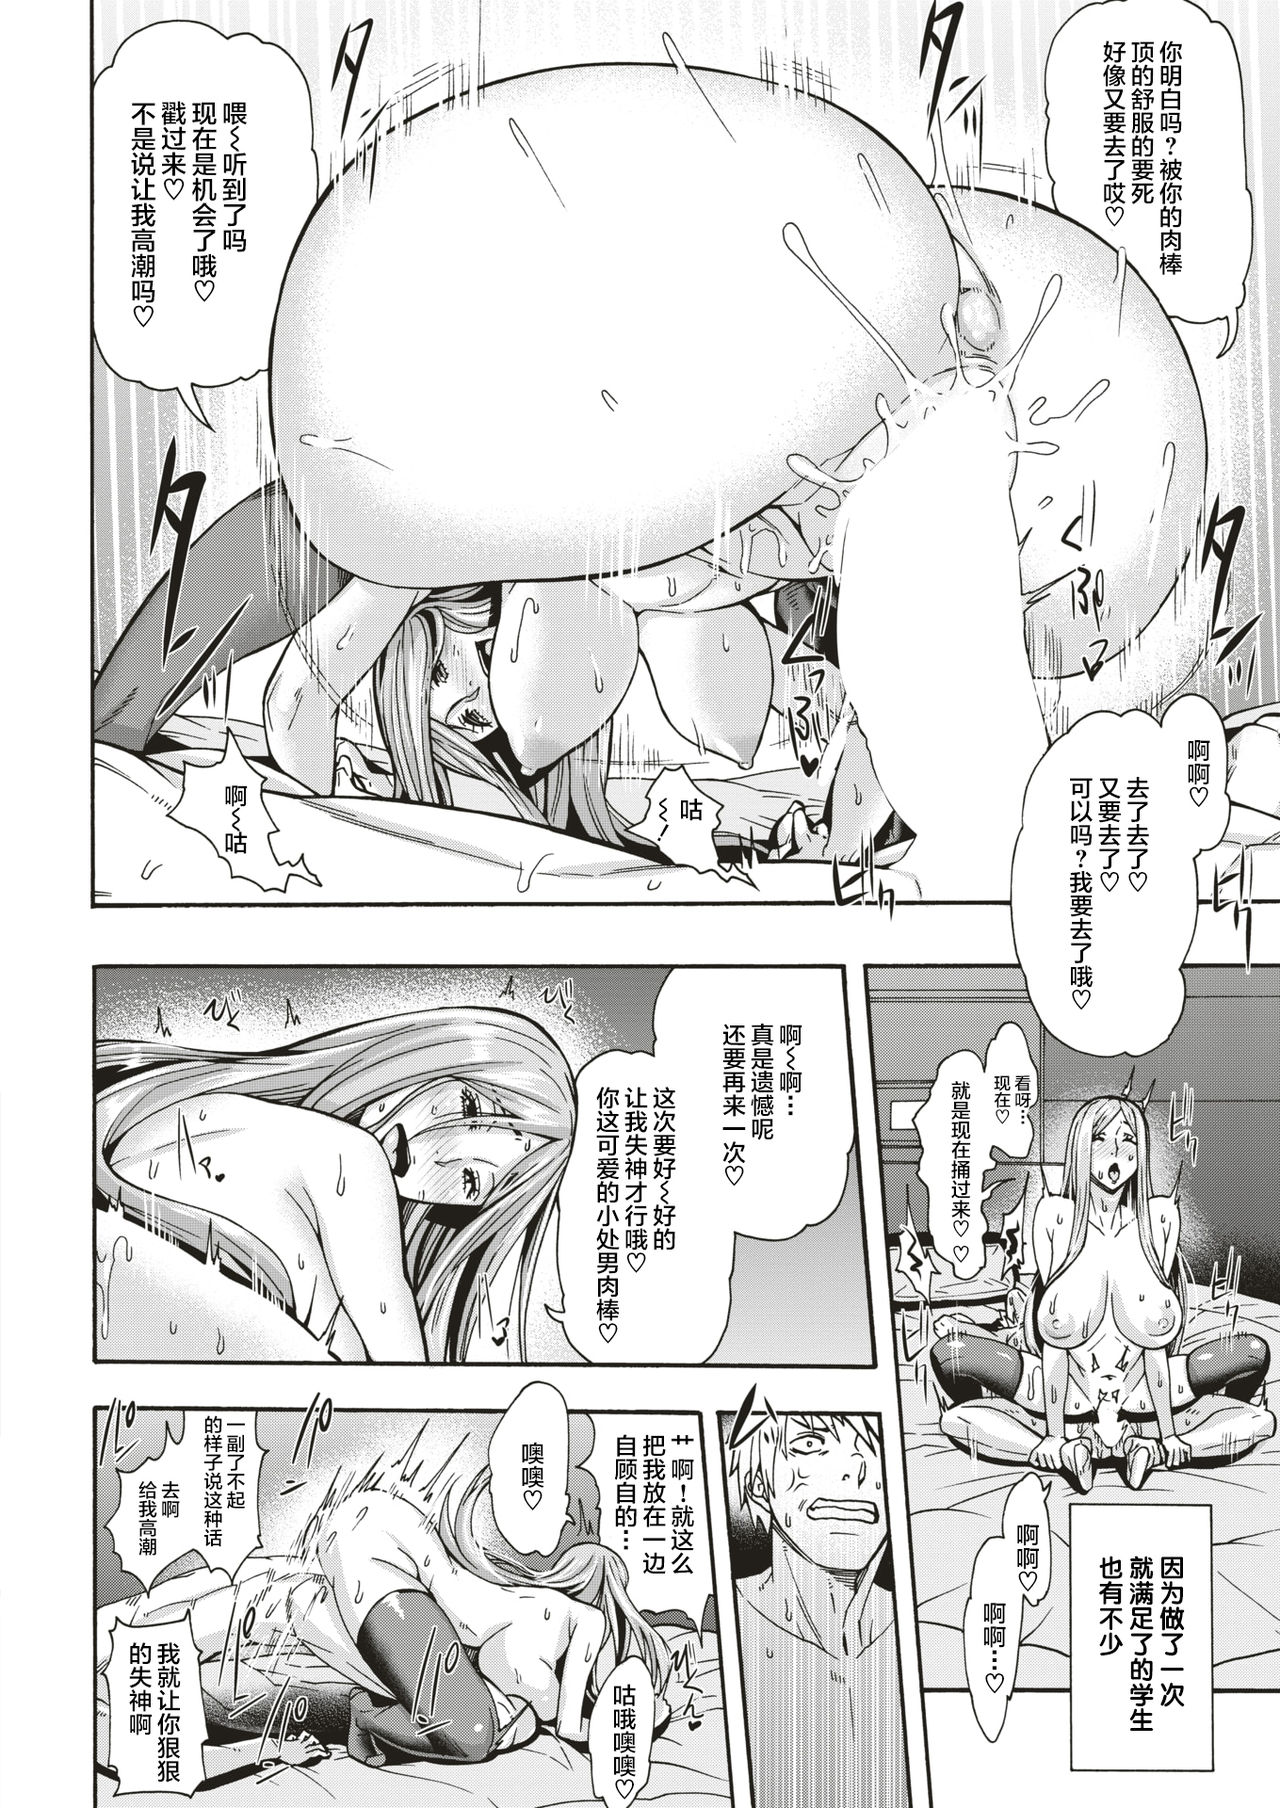 你明白吗？被你的肉棒
顶的舒服的要死
好像又要去了哎♡
喂～听到了吗
现在是机会了哦♡
戳过来♡
不是说让我高潮吗♡
啊～咕
咕～！
啊啊♡
去了去了♡
又要去了♡
可以吗？我要去了哦♡
看呀…
现在♡
就是现在捅过来♡♡
啊啊♡
啊啊…♡
因为做了一次
就满足了的学生
也有不少
啊～啊…
真是遗憾呢
还要再来一次♡
这次要好～好的
让我失神才行哦♡
你这可爱的小处男肉棒♡
艹啊！就这么
把我放在一边
自顾自的…
噢噢♡
咕哦噢噢♡
一副了不起
的样子说这种话
去啊
给我高潮
我就让你狠狠
的失神啊